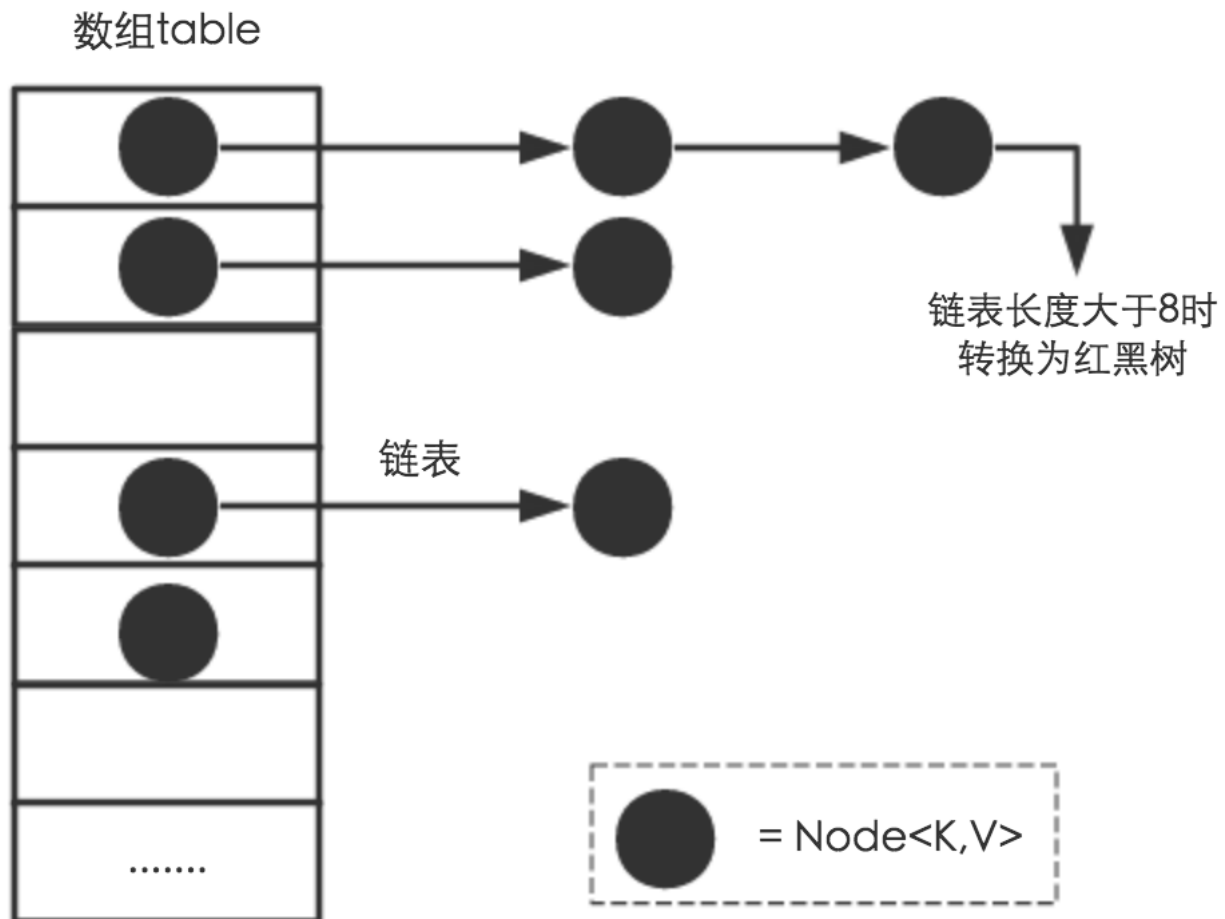 数组table
链表长度大于8时
转换为红黑树
链表
= Node<K,V>
.......